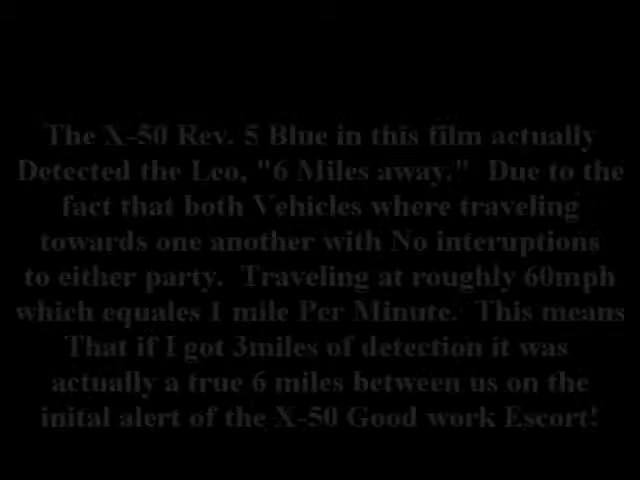 The X-50 Rev. 5 Blue in this film actually
Detected the Leo, "6 Miles away."  Due to the
fact that both Vehicles where traveling
towards one another with No interuptions
to either party.  Traveling at roughly 60mph
which equales 1 mile Per Minute.  This means
That if I got 3miles of detection it was
actually a true 6 miles between us on the
inital alert of the X-50 Good work Escort!